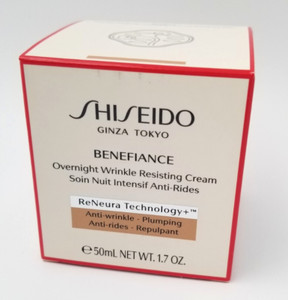 SHISEIDO
GINZA TOKYO
BENEFIANCE
Overnight Wrinkle Resisting Cream
Soin Nuit Intensif Anti-Rides
ReNeura Technology+™
Anti-wrinkle - Plumping
Anti-rides - Repulpant
℮50mL NET WT. 1.7 OZ.